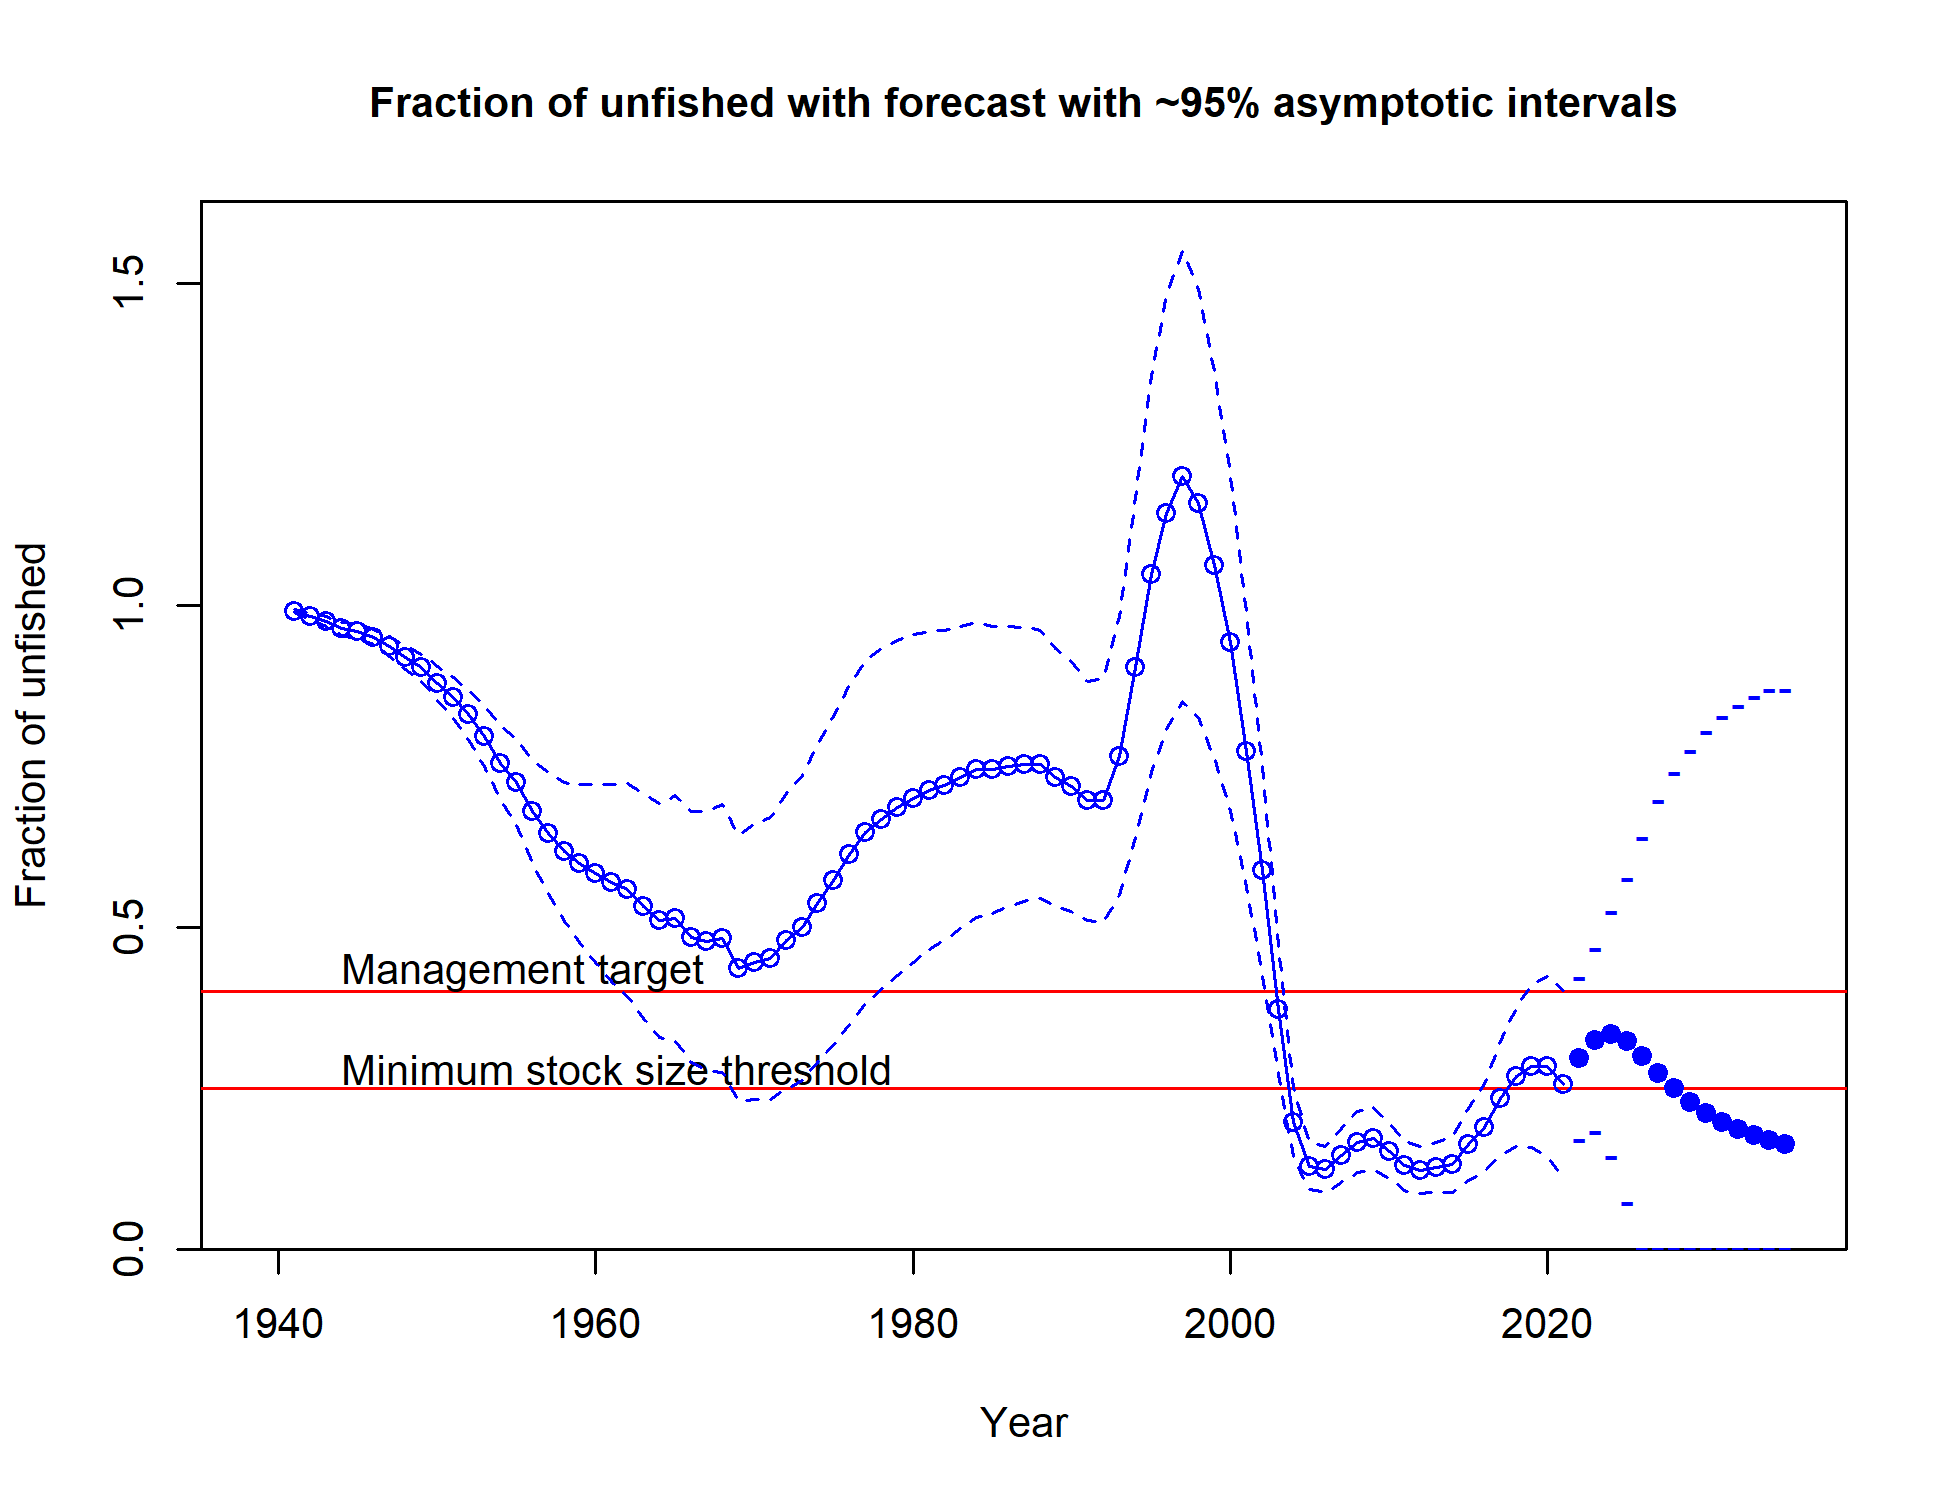 Fraction of unfished with forecast with ~95% asymptotic intervals
Fraction of unfished
1.5
1.0
0.5
0.0
Management target
Minimum stock size threshold
1940
1960
1980
2000
2020
Year